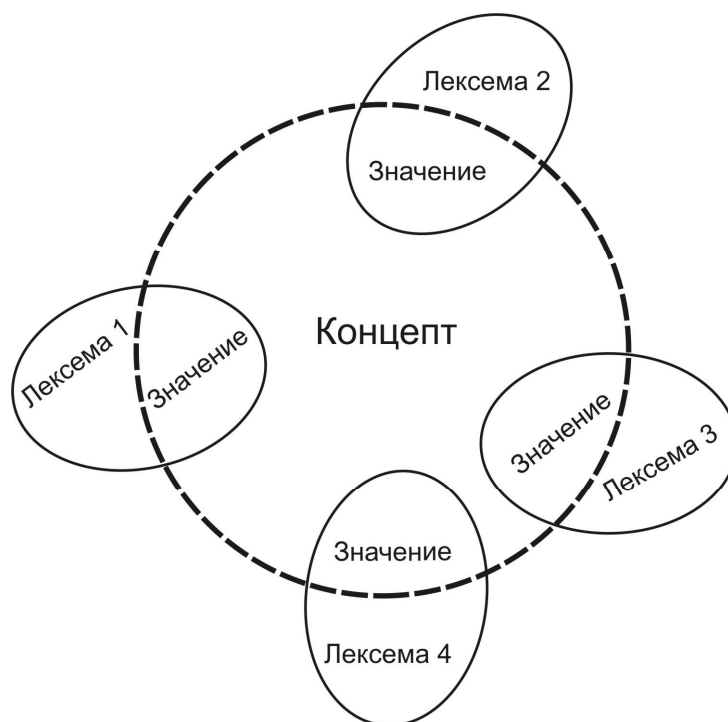 Лексема 2
Значение
Концепт
Лексема 1
Значение
Значение
Лексема 3
Значение
Лексема 4